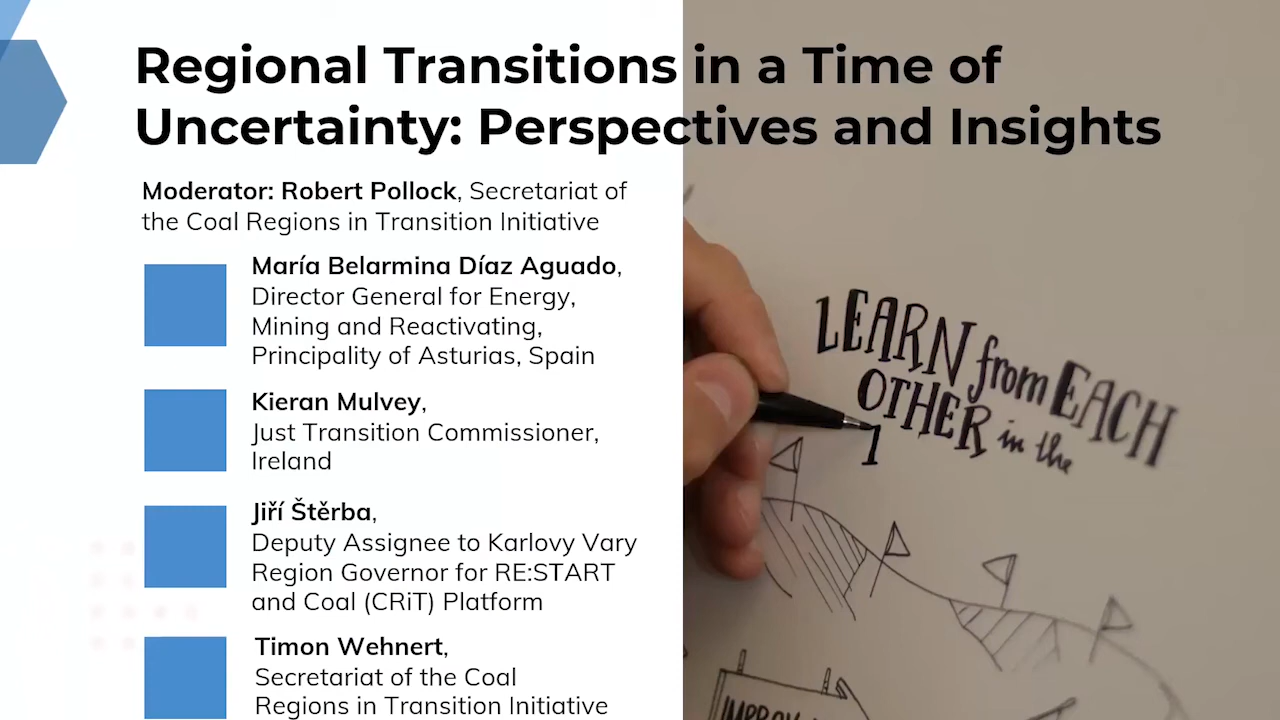 Regional Transitions in a Time of
Uncertainty: Perspectives and Insights
Moderator: Robert Pollock, Secretariat of
the Coal Regions in Transition Initiative
María Belarmina Díaz Aguado,
Director General for Energy,
Mining and Reactivating,
Principality of Asturias, Spain
Kieran Mulvey,
Just Transition Commissioner,
Ireland
Jiří Štěrba,
Deputy Assignee to Karlovy Vary
Region Governor for RE:START
and Coal (CRiT) Platform
Timon Wehnert,
Secretariat of the Coal
Regions in Transition Initiative
LEARN from EACH
OTHER in the
1